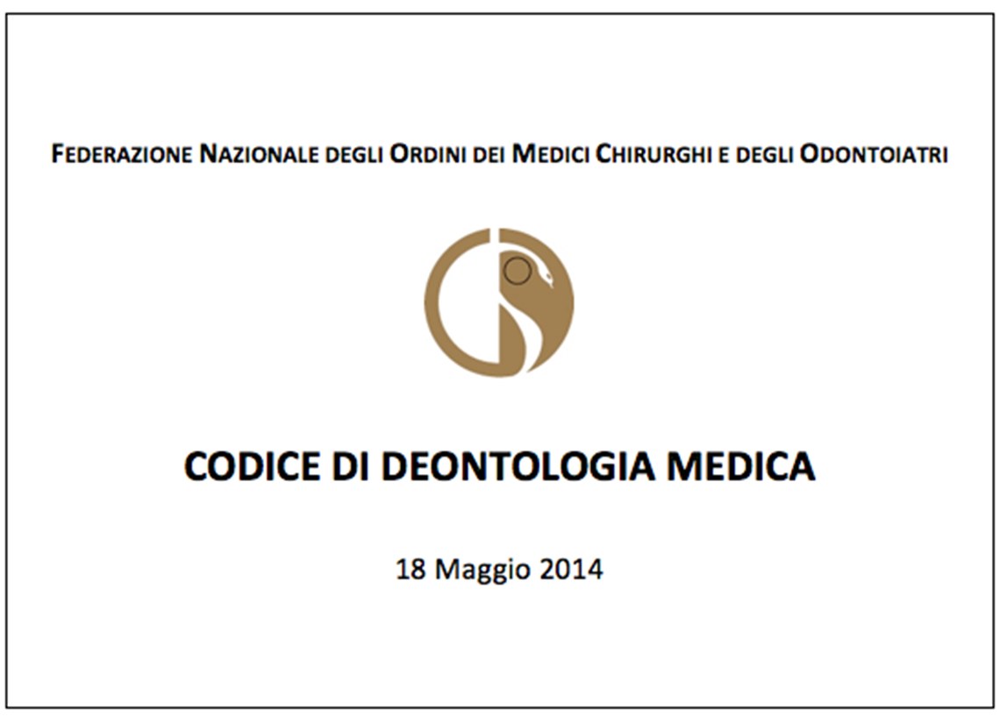 FEDERAZIONE NAZIONALE DEGLI ORDINI DEI MEDICI CHIRURGHI E DEGLI ODONTOIATRI
CODICE DI DEONTOLOGIA MEDICA
18 Maggio 2014